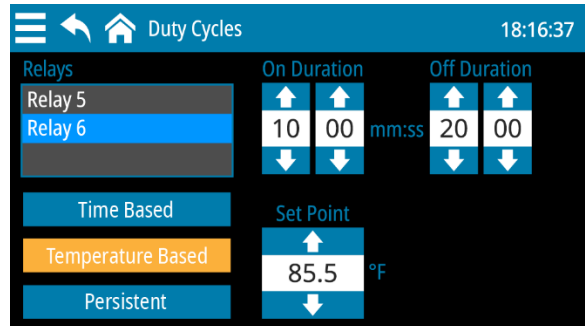 Duty Cycles 18:16:37
Relays On Duration Off Duration
Relay 5
Relay 6
10 00 mm:ss 20 00
Time Based
Set Point
Temperature Based
85.5 °F
Persistent